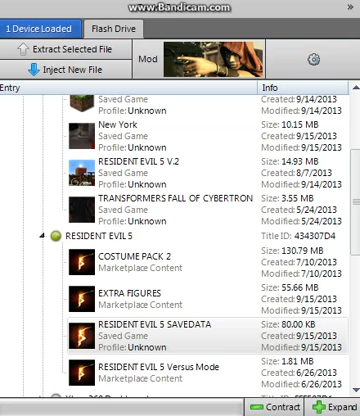 www.Bandicam.com
»
1 Device Loaded
Flash Drive
Extract Selected File
Inject New File
Mod
Entry
Info
Saved Game
Profile: Unknown
Created: 9/14/2013
Modified: 9/14/2013
New York
Saved Game
Profile: Unknown
Size: 10.15 MB
Created: 9/15/2013
Modified: 9/15/2013
RESIDENT EVIL 5 V.2
Saved Game
Profile: Unknown
Size: 14.93 MB
Created: 8/7/2013
Modified: 9/14/2013
TRANSFORMERS FALL OF CYBERTRON
Saved Game
Profile: Unknown
Size: 3.55 MB
Created: 5/24/2013
Modified: 5/24/2013
RESIDENT EVIL 5
Title ID: 434307D4
COSTUME PACK 2
Marketplace Content
Size: 130.79 MB
Created: 7/10/2013
Modified: 7/10/2013
EXTRA FIGURES
Marketplace Content
Size: 55.66 MB
Created: 9/15/2013
Modified: 9/15/2013
RESIDENT EVIL 5 SAVEDATA
Saved Game
Profile: Unknown
Size: 80.00 KB
Created: 9/15/2013
Modified: 9/15/2013
RESIDENT EVIL 5 Versus Mode
Marketplace Content
Size: 1.81 MB
Created: 6/26/2013
Modified: 6/26/2013
Contract
Expand